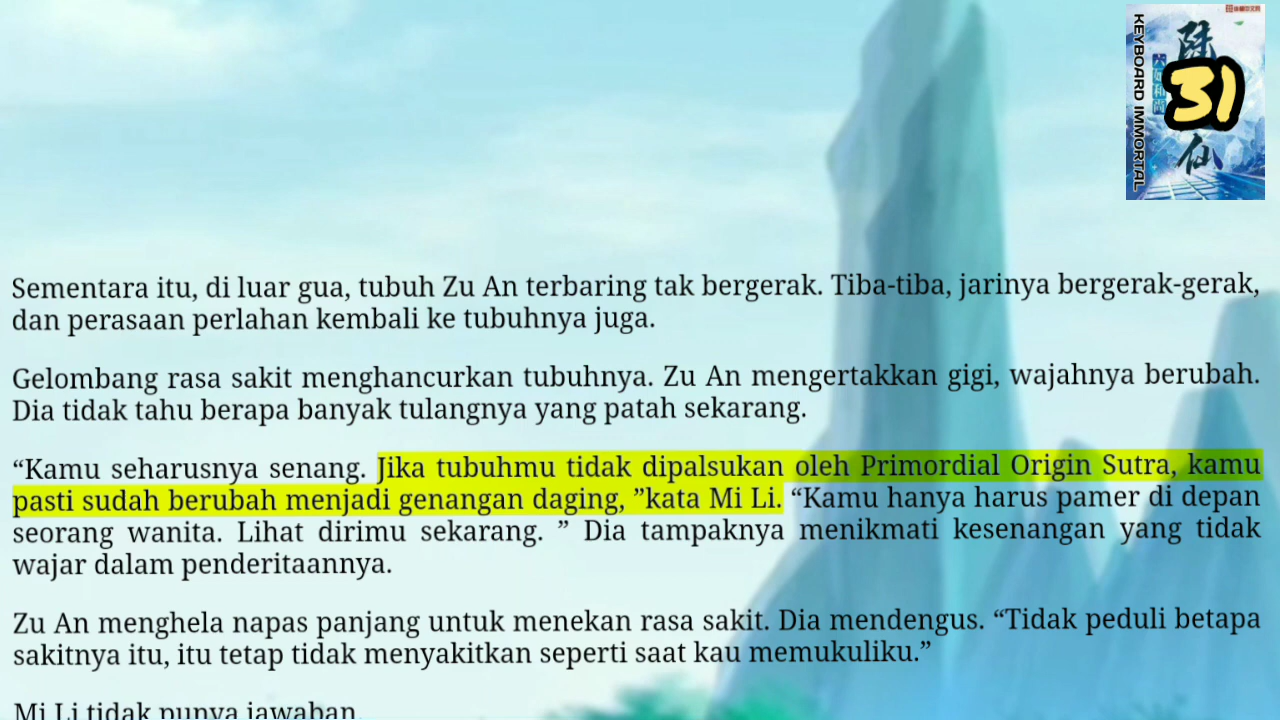 KEYBOARD IMMORTAL
陆
六如和尚
31
仙
Sementara itu, di luar gua, tubuh Zu An terbaring tak bergerak. Tiba-tiba, jarinya bergerak-gerak,
dan perasaan perlahan kembali ke tubuhnya juga.
Gelombang rasa sakit menghancurkan tubuhnya. Zu An mengertakkan gigi, wajahnya berubah.
Dia tidak tahu berapa banyak tulangnya yang patah sekarang.
“Kamu seharusnya senang. Jika tubuhmu tidak dipalsukan oleh Primordial Origin Sutra, kamu
pasti sudah berubah menjadi genangan daging, ”kata Mi Li. “Kamu hanya harus pamer di depan
seorang wanita. Lihat dirimu sekarang. ” Dia tampaknya menikmati kesenangan yang tidak
wajar dalam penderitaannya.
Zu An menghela napas panjang untuk menekan rasa sakit. Dia mendengus. “Tidak peduli betapa
sakitnya itu, itu tetap tidak menyakitkan seperti saat kau memukuliku.”
Mi Li tidak punya jawaban.